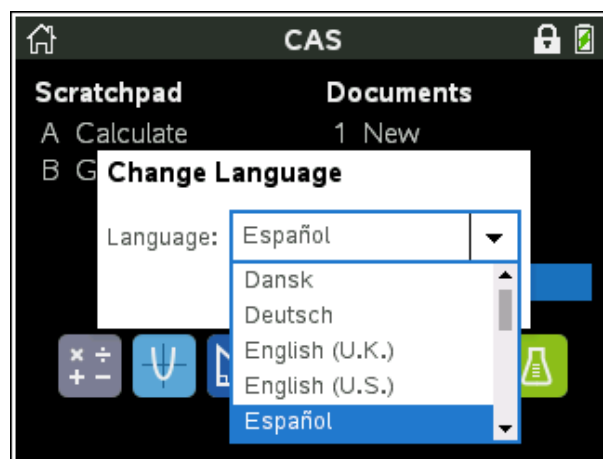 CAS
Scratchpad
Documents
A Calculate
1 New
B G
Change Language
Language: Español
Dansk
Deutsch
English (U.K.)
English (U.S.)
Español